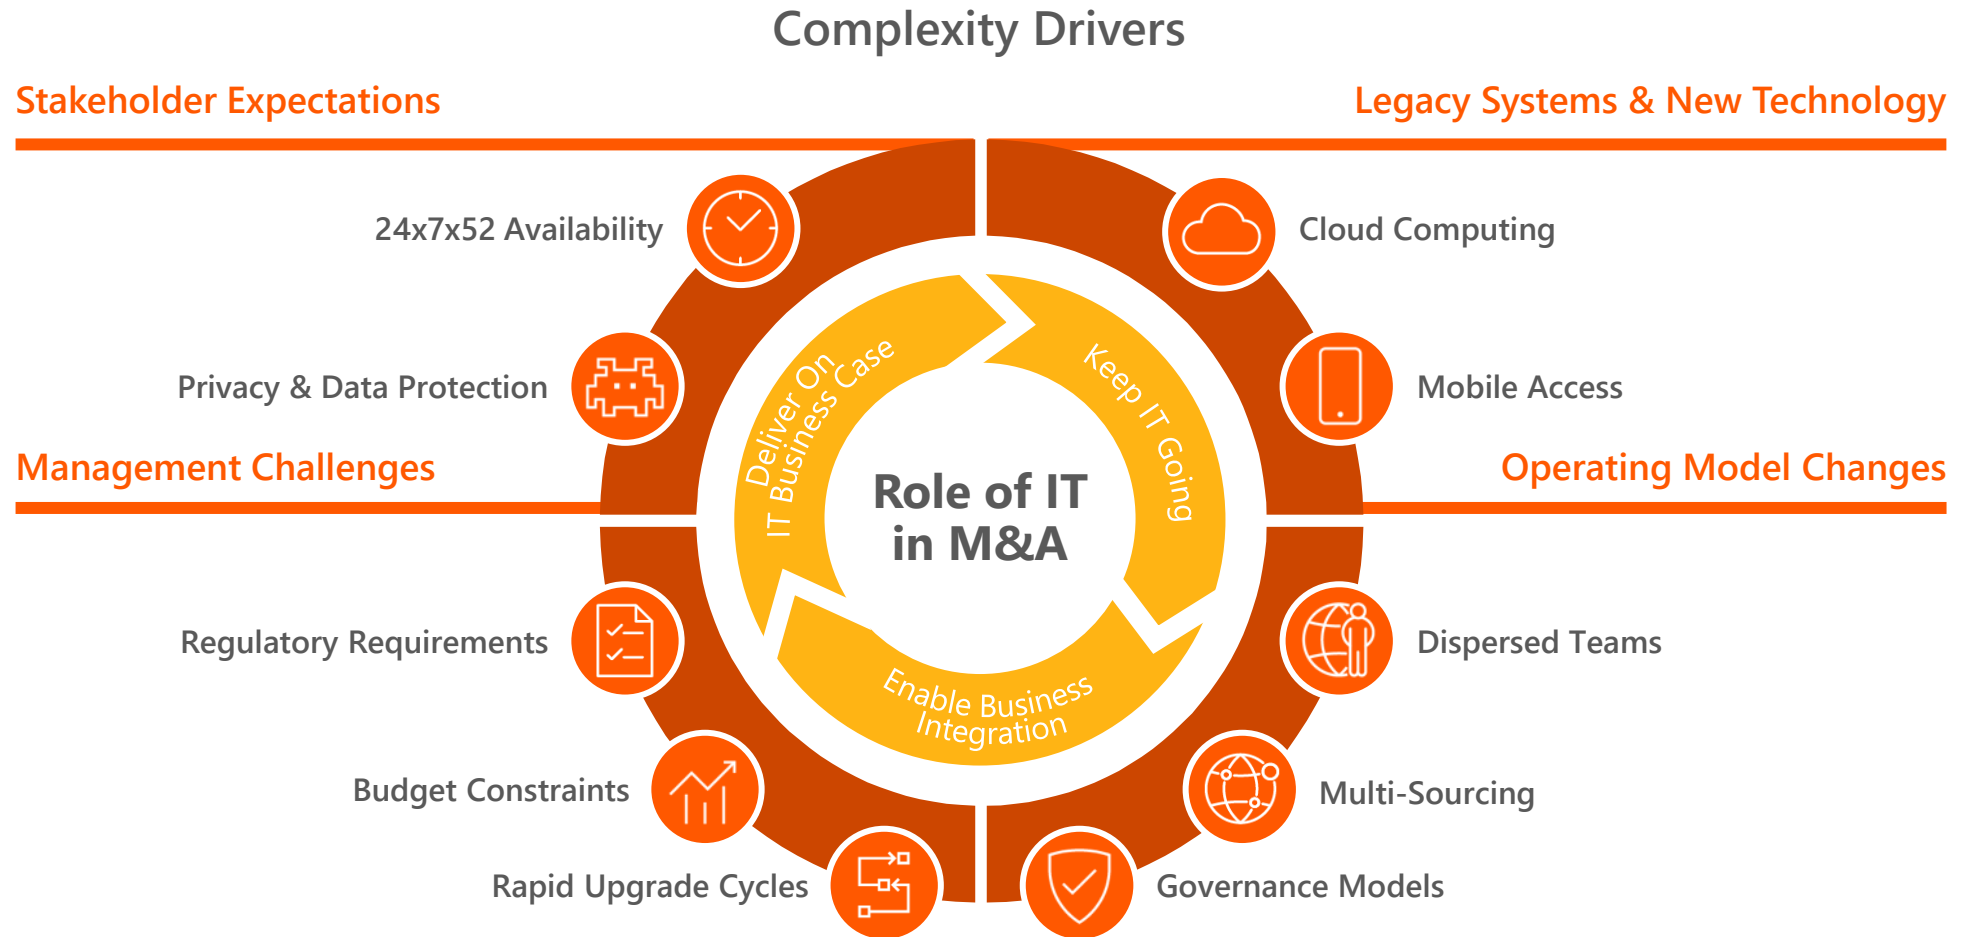 Complexity Drivers
Stakeholder Expectations
Legacy Systems & New Technology
24x7x52 Availability
Cloud Computing
Privacy & Data Protection
Mobile Access
Management Challenges
Operating Model Changes
Deliver On
IT Business Case
Keep IT Going
Role of IT
in M&A
Enable Business
Integration
Regulatory Requirements
Dispersed Teams
Budget Constraints
Multi-Sourcing
Rapid Upgrade Cycles
Governance Models